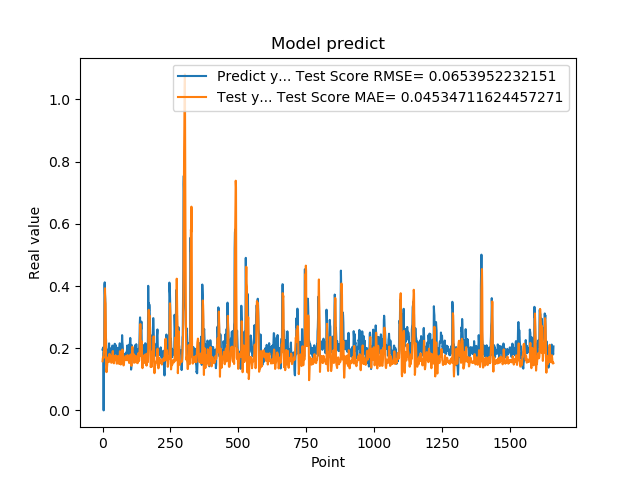 Model predict
Predict y... Test Score RMSE= 0.0653952232151
Test y... Test Score MAE= 0.04534711624457271
Real value
1.0
0.8
0.6
0.4
0.2
0.0
0 250 500 750 1000 1250 1500
Point